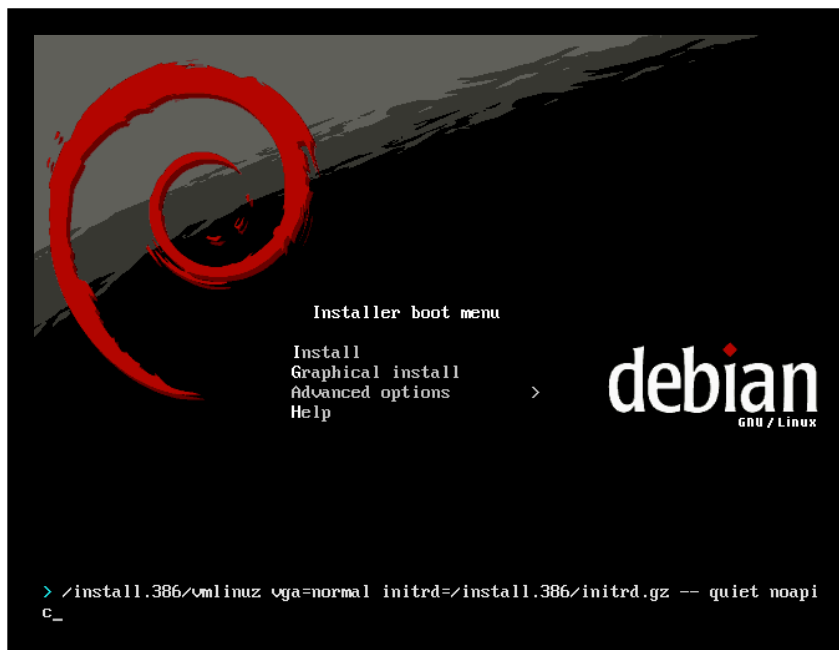 Installer boot menu
Install
Graphical install
Advanced options >
Help
debian
GNU/Linux
> /install.386/vmlinuz vga=normal initrd=/install.386/initrd.gz -- quiet noapi
c_